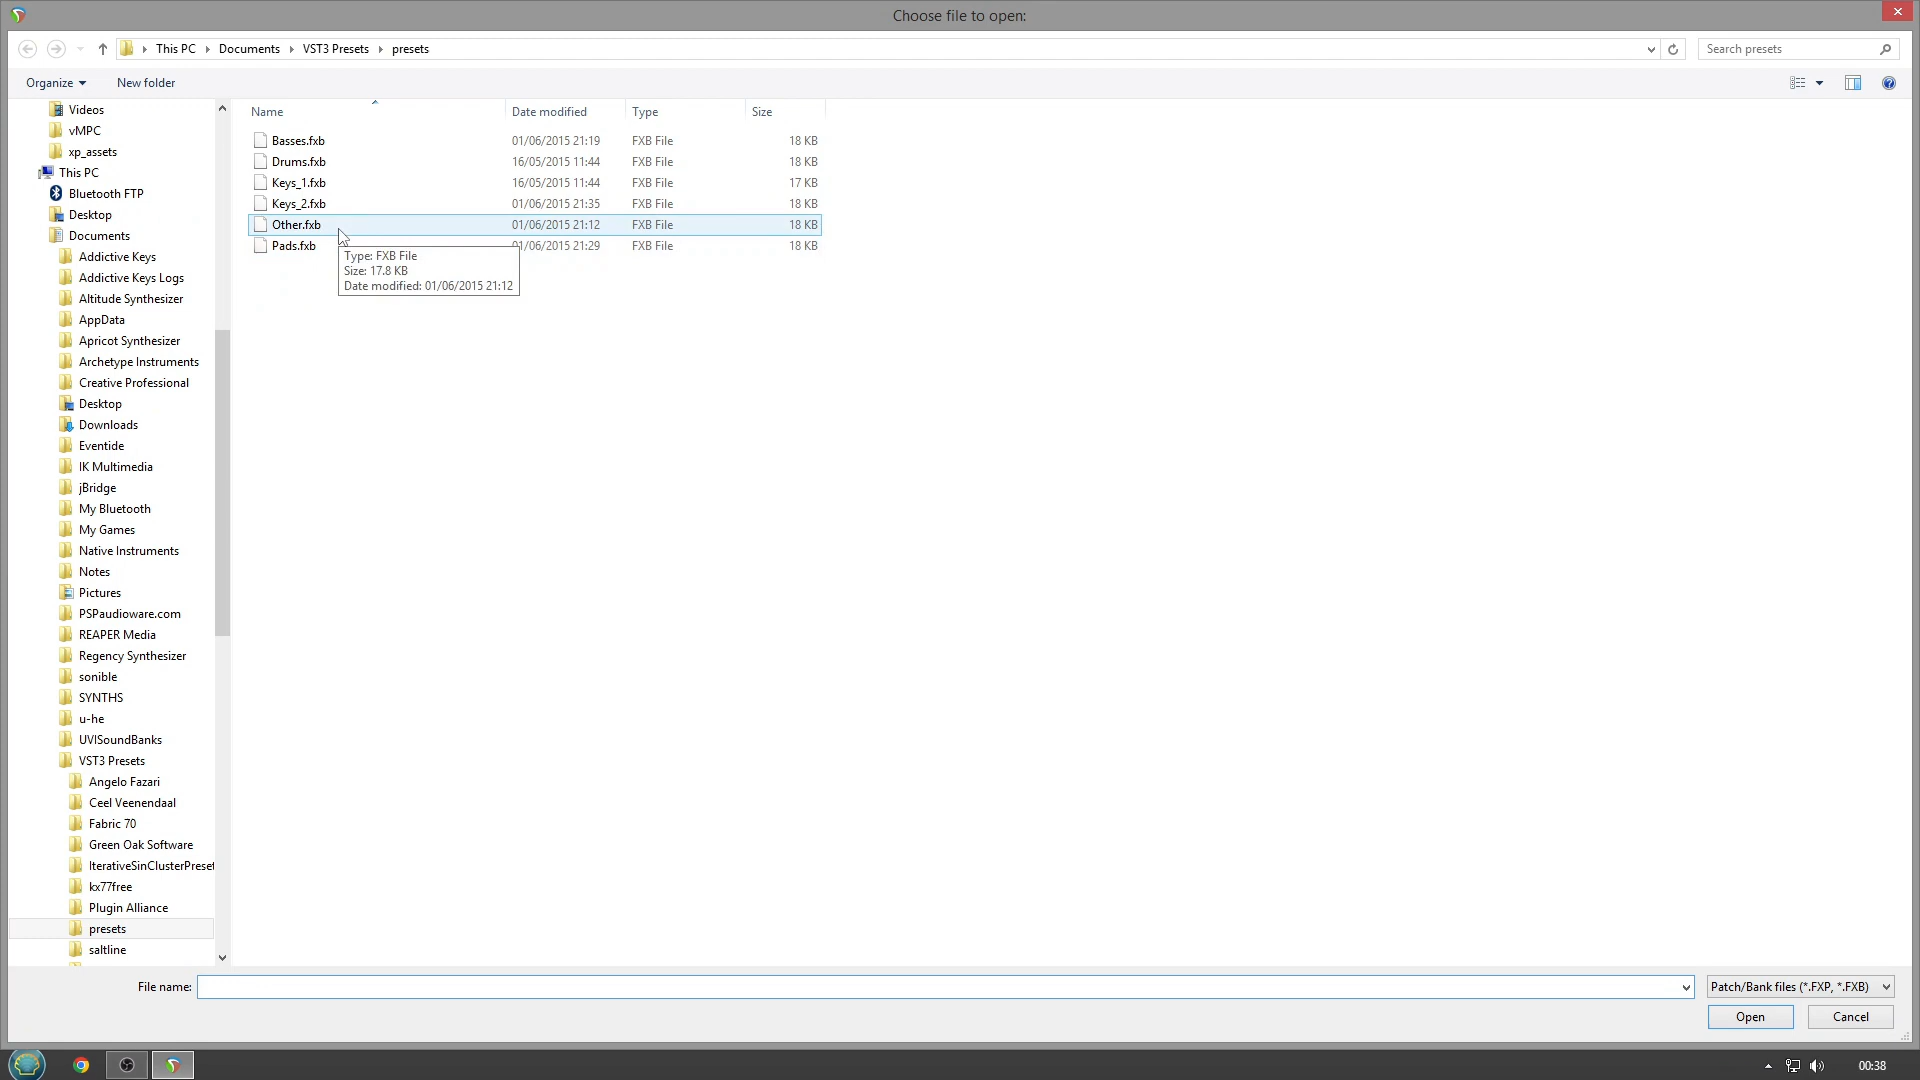 Choose file to open:
This PC Documents VST3 Presets presets
Search presets
Organize New folder
Videos
vMPC
xp_assets
This PC
Bluetooth FTP
Desktop
Documents
Addictive Keys
Addictive Keys Logs
Altitude Synthesizer
AppData
Apricot Synthesizer
Archetype Instruments
Creative Professional
Desktop
Downloads
Eventide
IK Multimedia
jBridge
My Bluetooth
My Games
Native Instruments
Notes
Pictures
PSPaudioware.com
REAPER Media
Regency Synthesizer
sonible
SYNTHS
u-he
UVISoundBanks
VST3 Presets
Angelo Fazari
Ceel Veenendaal
Fabric 70
Green Oak Software
IterativeSinClusterPreset
kx77free
Plugin Alliance
presets
saltline
Name Date modified Type Size
Basses.fxb 01/06/2015 21:19 FXB File 18 KB
Drums.fxb 16/05/2015 11:44 FXB File 18 KB
Keys_1.fxb 16/05/2015 11:44 FXB File 17 KB
Keys_2.fxb 01/06/2015 21:35 FXB File 18 KB
Other.fxb 01/06/2015 21:12 FXB File 18 KB
Pads.fxb 01/06/2015 21:29 FXB File 18 KB
Type: FXB File
Size: 17.8 KB
Date modified: 01/06/2015 21:12
File name: Patch/Bank files (*.FXP, *.FXB)
Open Cancel
00:38